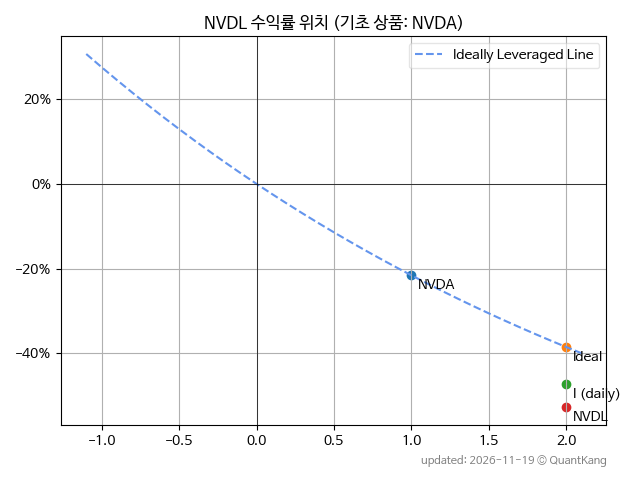 NVDL 수익률 위치 (기초 상품: NVDA)
Ideally Leveraged Line
20%
0%
−20%
−40%
NVDA
Ideal
I (daily)
NVDL
−1.0 −0.5 0.0 0.5 1.0 1.5 2.0
updated: 2026-11-19 © QuantKang